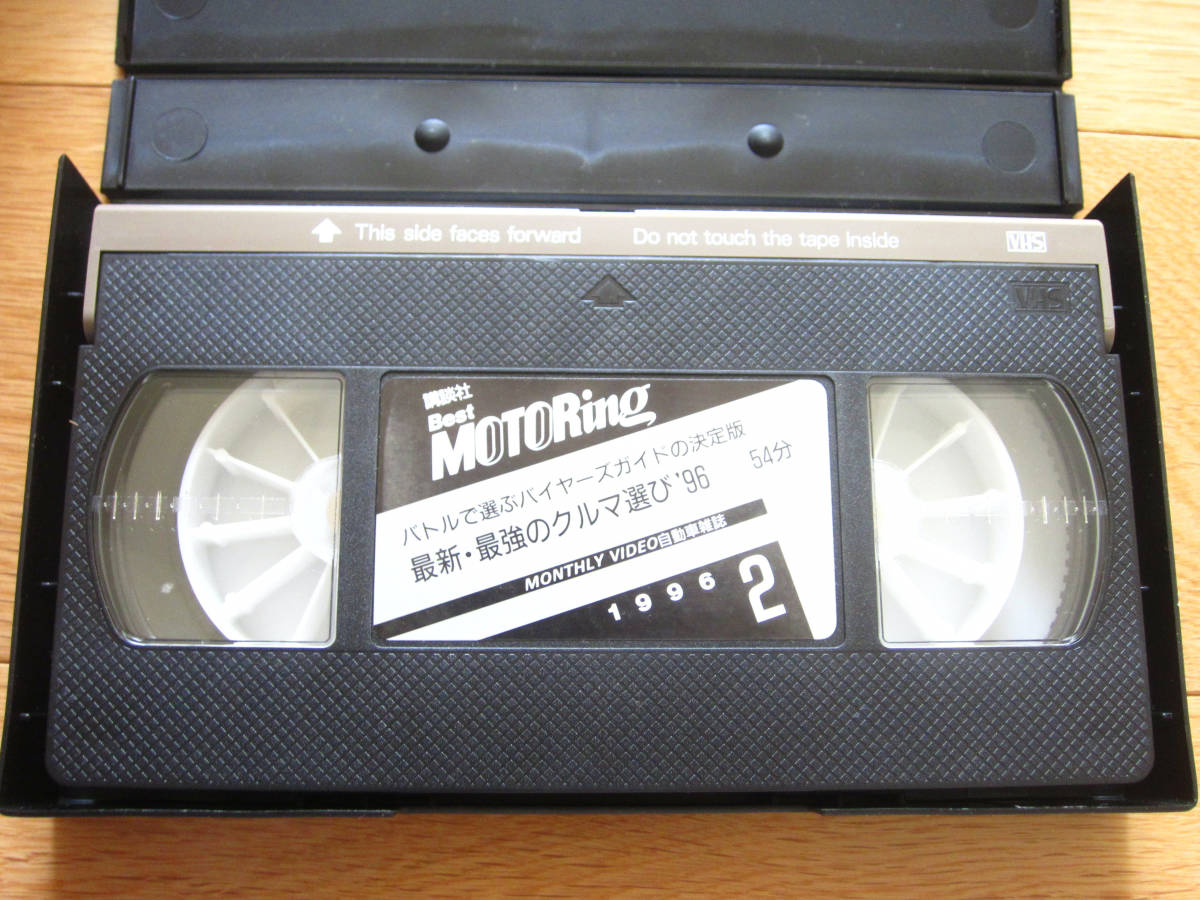 This side faces forward Do not touch the tape inside VHS
VHS
講談社
Best
MOTORing
バトルで選ぶバイヤーズガイドの決定版
最新・最強のクルマ選び'96 54分
MONTHLY VIDEO自動車雑誌
1996 2